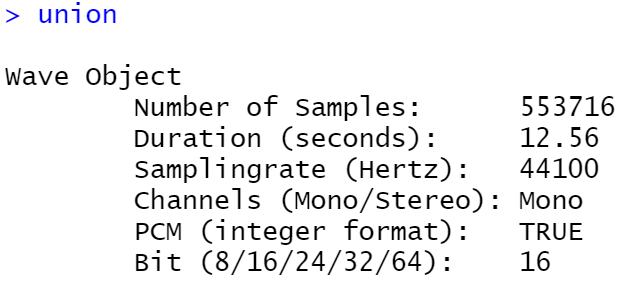 > union
Wave Object
Number of Samples: 553716
Duration (seconds): 12.56
Samplingrate (Hertz): 44100
Channels (Mono/Stereo): Mono
PCM (integer format): TRUE
Bit (8/16/24/32/64): 16